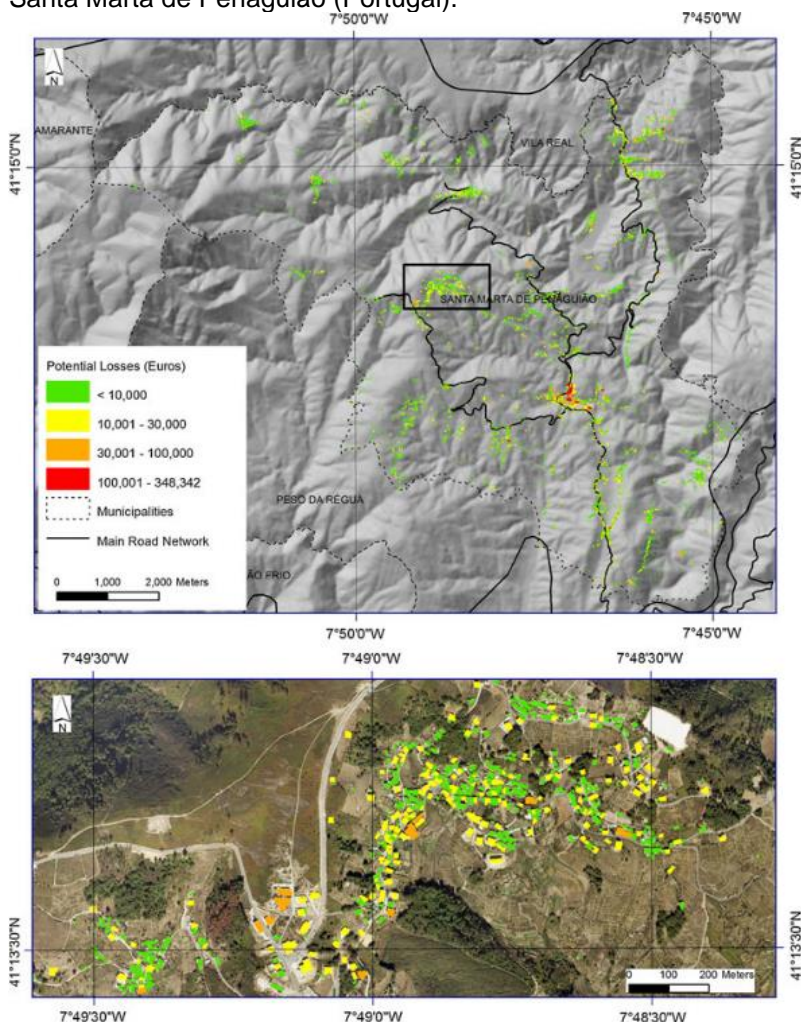 Santa Marta de Penaguião (Portugal).
7°50'0"W
7°45'0"W
N
AMARANTE
VILA REAL
41°15'0"N
41°15'0"N
SANTA MARTA DE PENAGUIÃO
Potential Losses (Euros)
< 10,000
10,001 - 30,000
30,001 - 100,000
100,001 - 348,342
Municipalities
Main Road Network
0 1,000 2,000 Meters
PESO DA RÉGUA
ÃO FRIO
7°50'0"W
7°45'0"W
7°49'30"W
7°49'0"W
7°48'30"W
N
41°13'30"N
41°13'30"N
0 100 200 Meters
7°49'30"W
7°49'0"W
7°48'30"W